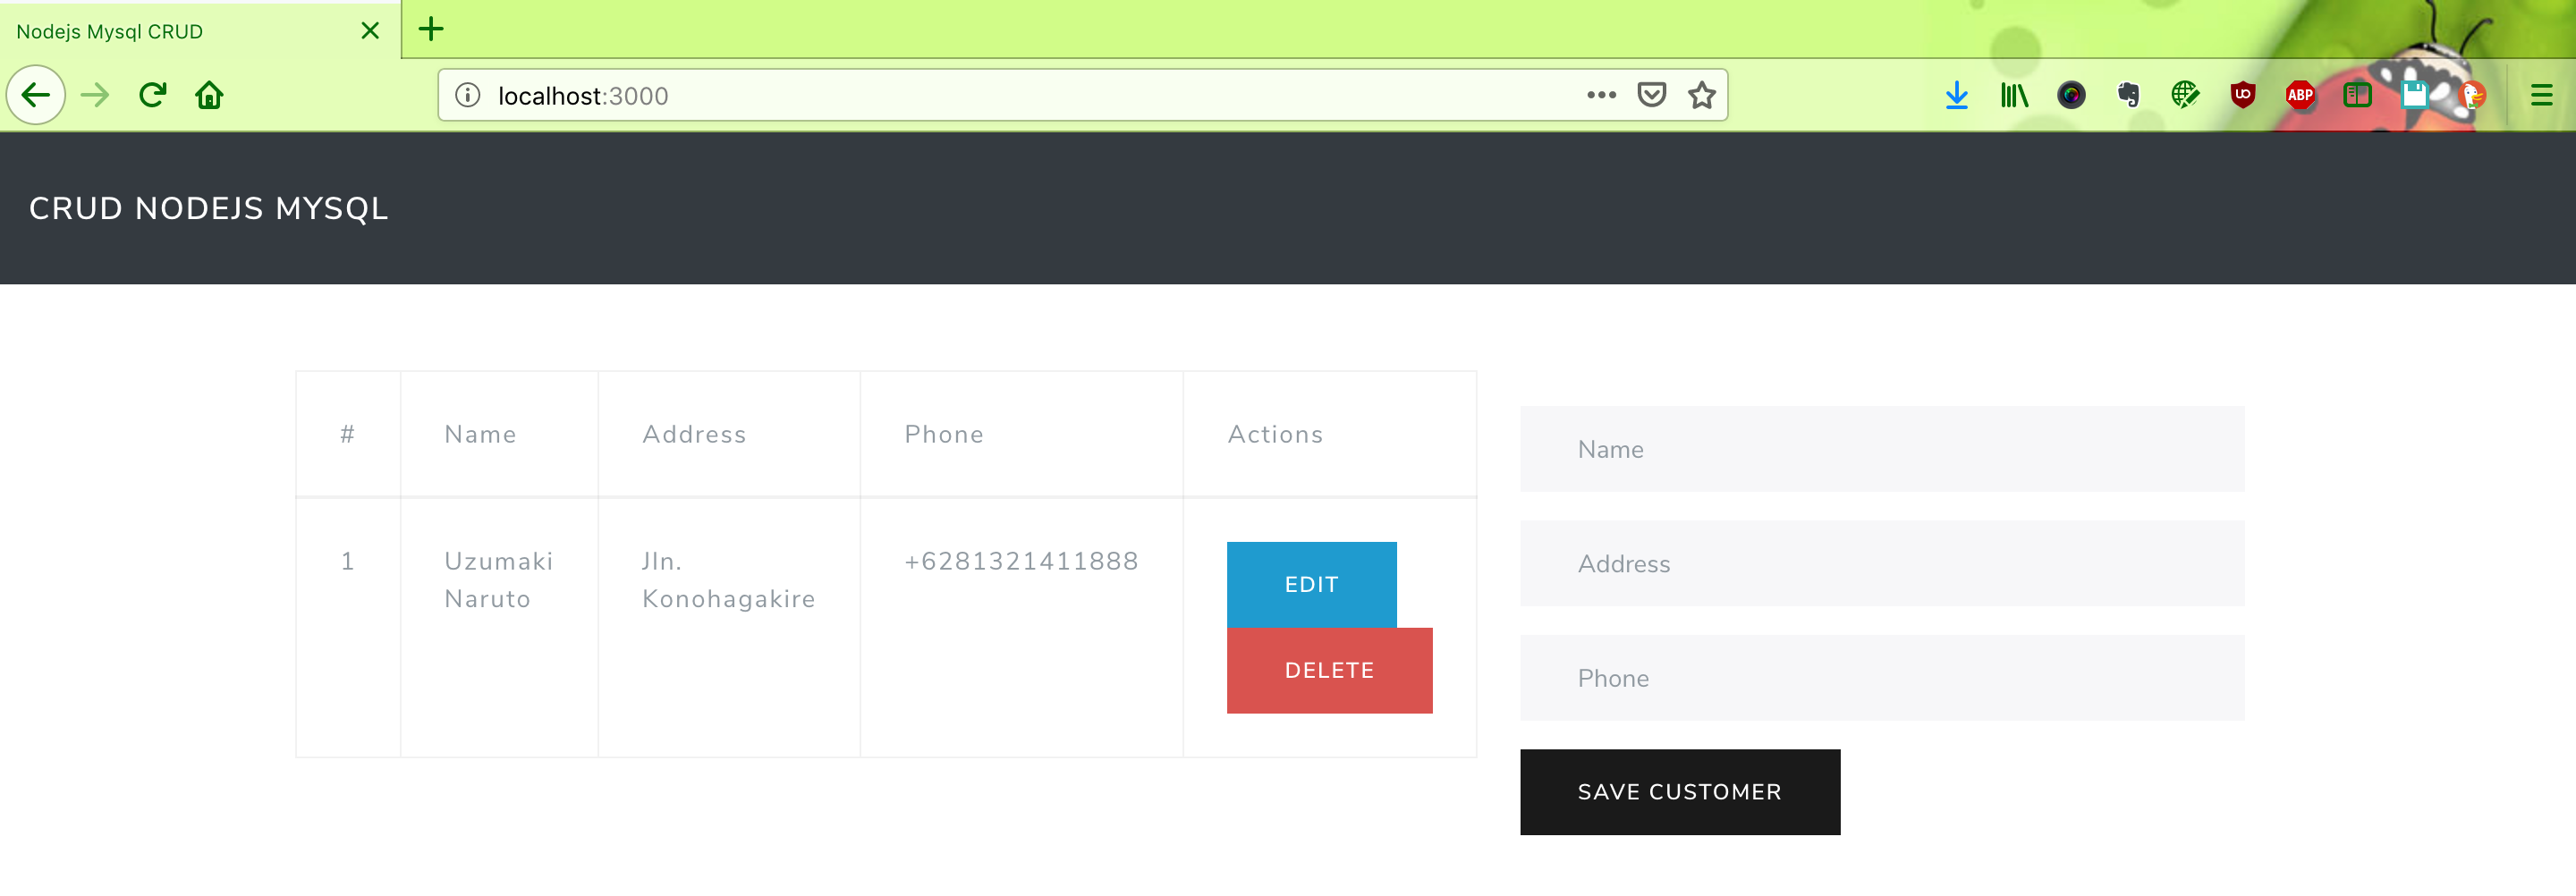 Nodejs Mysql CRUD
localhost:3000
ABP
CRUD NODEJS MYSQL
# Name Address Phone Actions
1 Uzumaki Naruto Jln. Konohagakire +6281321411888 EDIT
DELETE
Name
Address
Phone
SAVE CUSTOMER